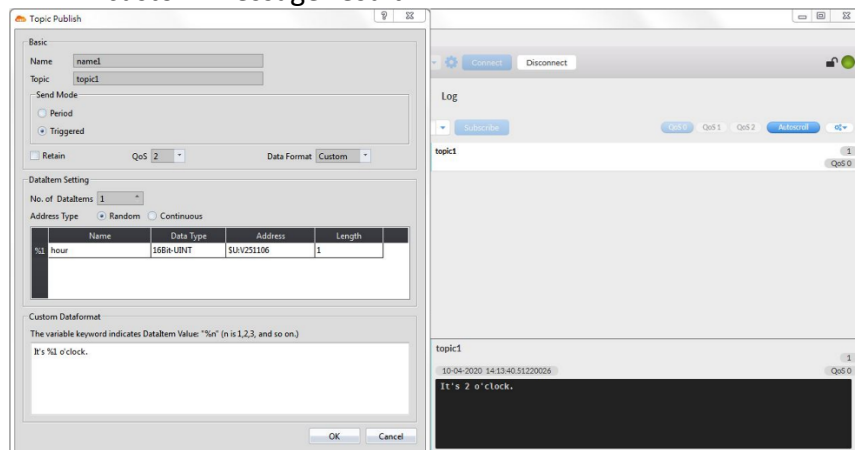 Topic Publish
Basic
Name name1
Topic topic1
Send Mode
Period
Triggered
Retain QoS 2 Data Format Custom
DataItem Setting
No. of DataItems 1
Address Type Random Continuous
Name Data Type Address Length
%1 hour 16Bit-UINT $U:V251106 1
Custom Dataformat
The variable keyword indicates DataItem Value: "%n" (n is 1,2,3, and so on.)
It's %1 o'clock.
OK Cancel
Connect Disconnect
Log
Subscribe QoS 0 QoS 1 QoS 2 Autoscroll
topic1 1
QoS 0
topic1 1
10-04-2020 14:13:40.51220026 QoS 0
It's 2 o'clock.